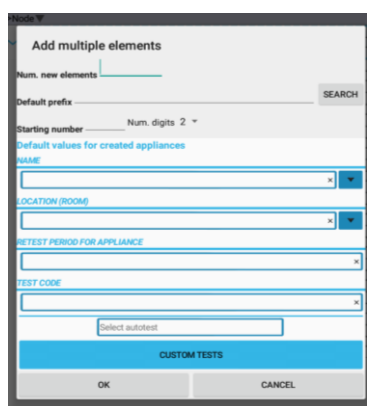 Node
Add multiple elements
Num. new elements
Default prefix
SEARCH
Starting number Num. digits 2
Default values for created appliances
NAME
×
LOCATION (ROOM)
×
RETEST PERIOD FOR APPLIANCE
×
TEST CODE
×
Select autotest
CUSTOM TESTS
OK CANCEL